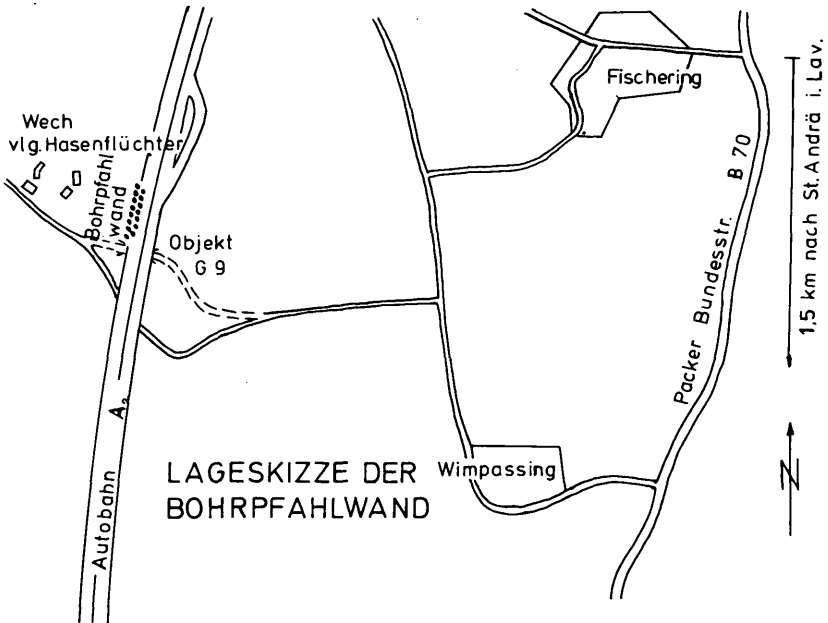 Fischering
Wech
vlg. Hasenflüchter
Bohrpfahl
wand
Objekt
G 9
Packer Bundesstr. B 70
1,5 km nach St. Andrä i. Lav.
Autobahn A2
LAGESKIZZE DER
BOHRPFAHLWAND
Wimpassing
N